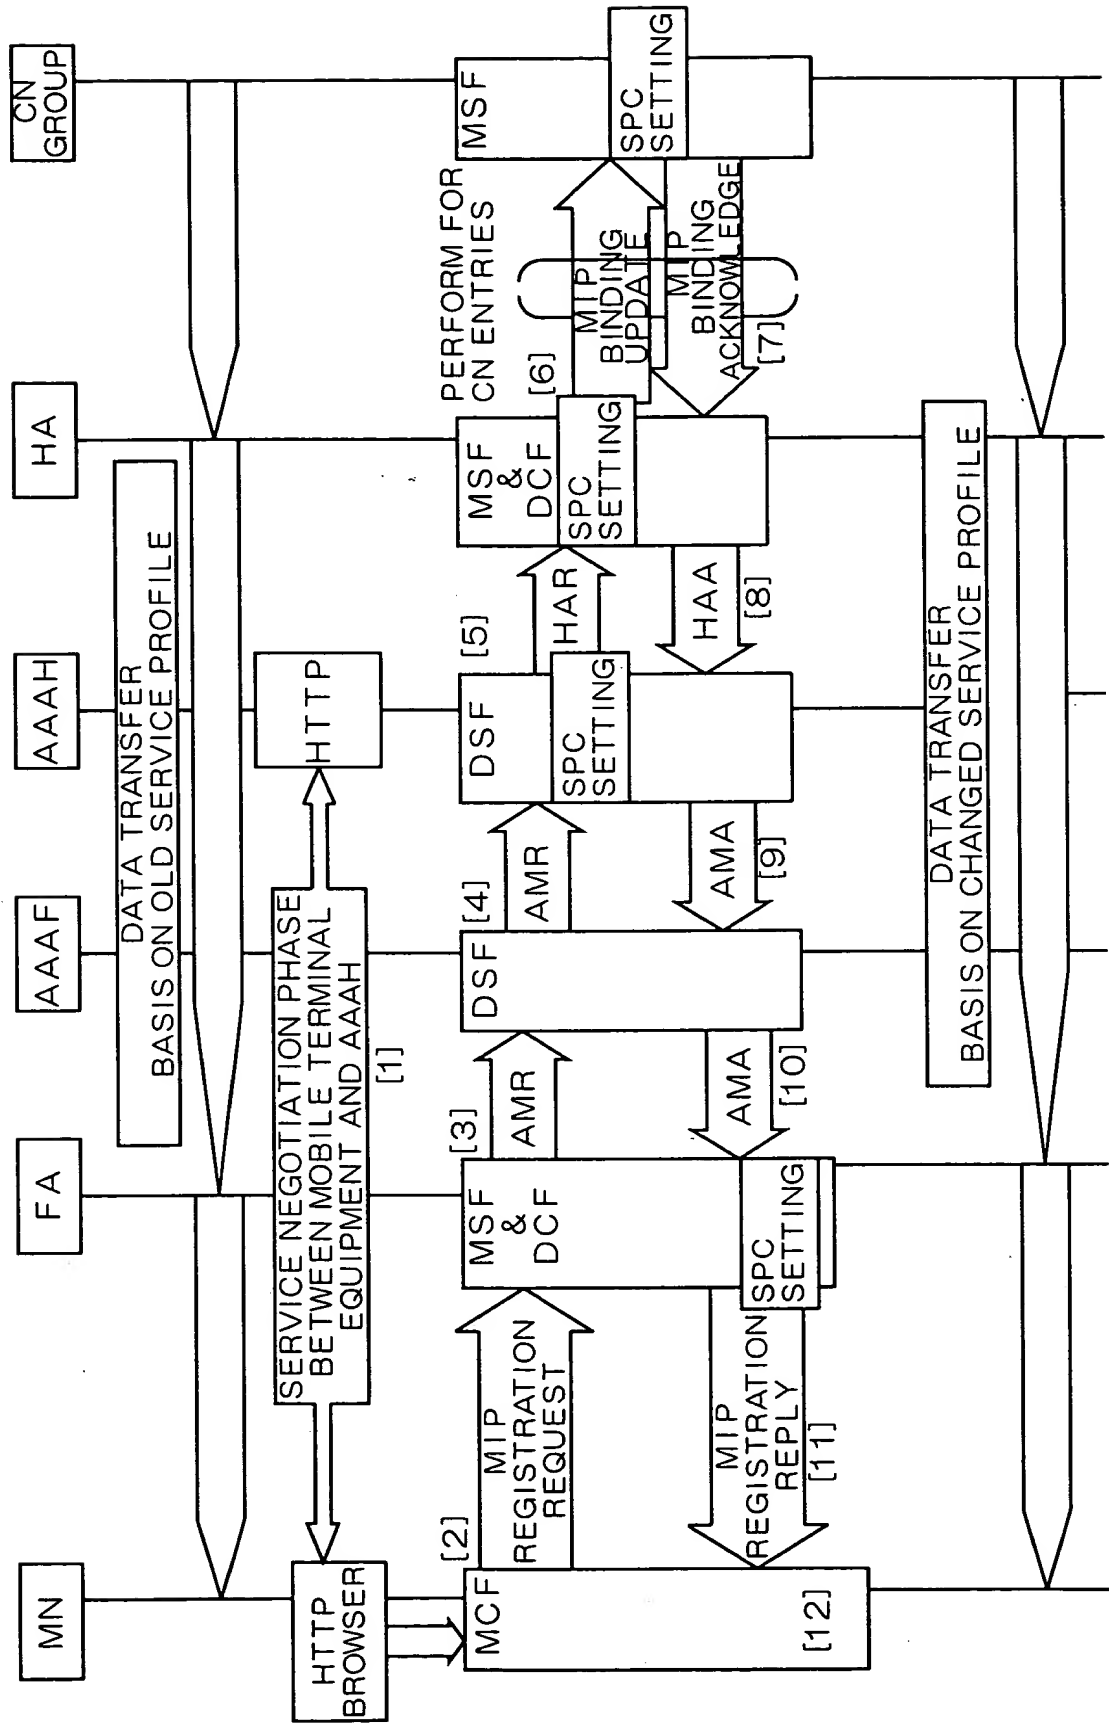 MN
FA
AAAF
AAAH
HA
CN
GROUP
DATA TRANSFER
BASIS ON OLD SERVICE PROFILE
HTTP
BROWSER
SERVICE NEGOTIATION PHASE
BETWEEN MOBILE TERMINAL
EQUIPMENT AND AAAH
[1]
HTTP
MCF
[2]
MIP
REGISTRATION
REQUEST
MSF
&
DCF
[3]
AMR
DSF
[4]
AMR
DSF
SPC
SETTING
[5]
HAR
MSF
&
DCF
SPC
SETTING
PERFORM FOR
CN ENTRIES
[6]
MIP
BINDING
UPDATE
MSF
SPC
SETTING
MIP
BINDING
ACKNOWLEDGE
[7]
HAA
[8]
AMA
[9]
AMA
[10]
SPC
SETTING
MIP
REGISTRATION
REPLY
[11]
[12]
DATA TRANSFER
BASIS ON CHANGED SERVICE PROFILE